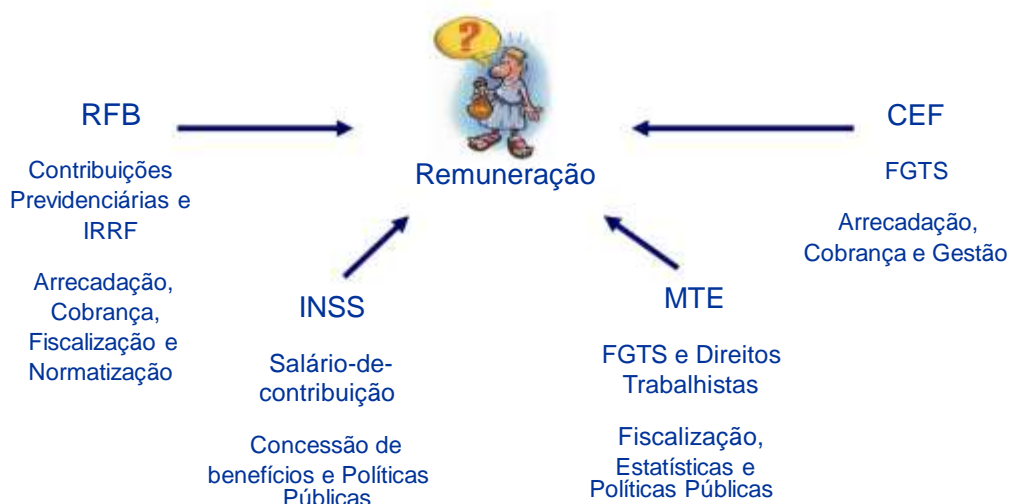 ?
RFB
Contribuições
Previdenciárias e
IRRF
Arrecadação,
Cobrança,
Fiscalização e
Normatização
INSS
Salário-de-
contribuição
Concessão de
benefícios e Políticas
Públicas
Remuneração
MTE
FGTS e Direitos
Trabalhistas
Fiscalização,
Estatísticas e
Políticas Públicas
CEF
FGTS
Arrecadação,
Cobrança e Gestão